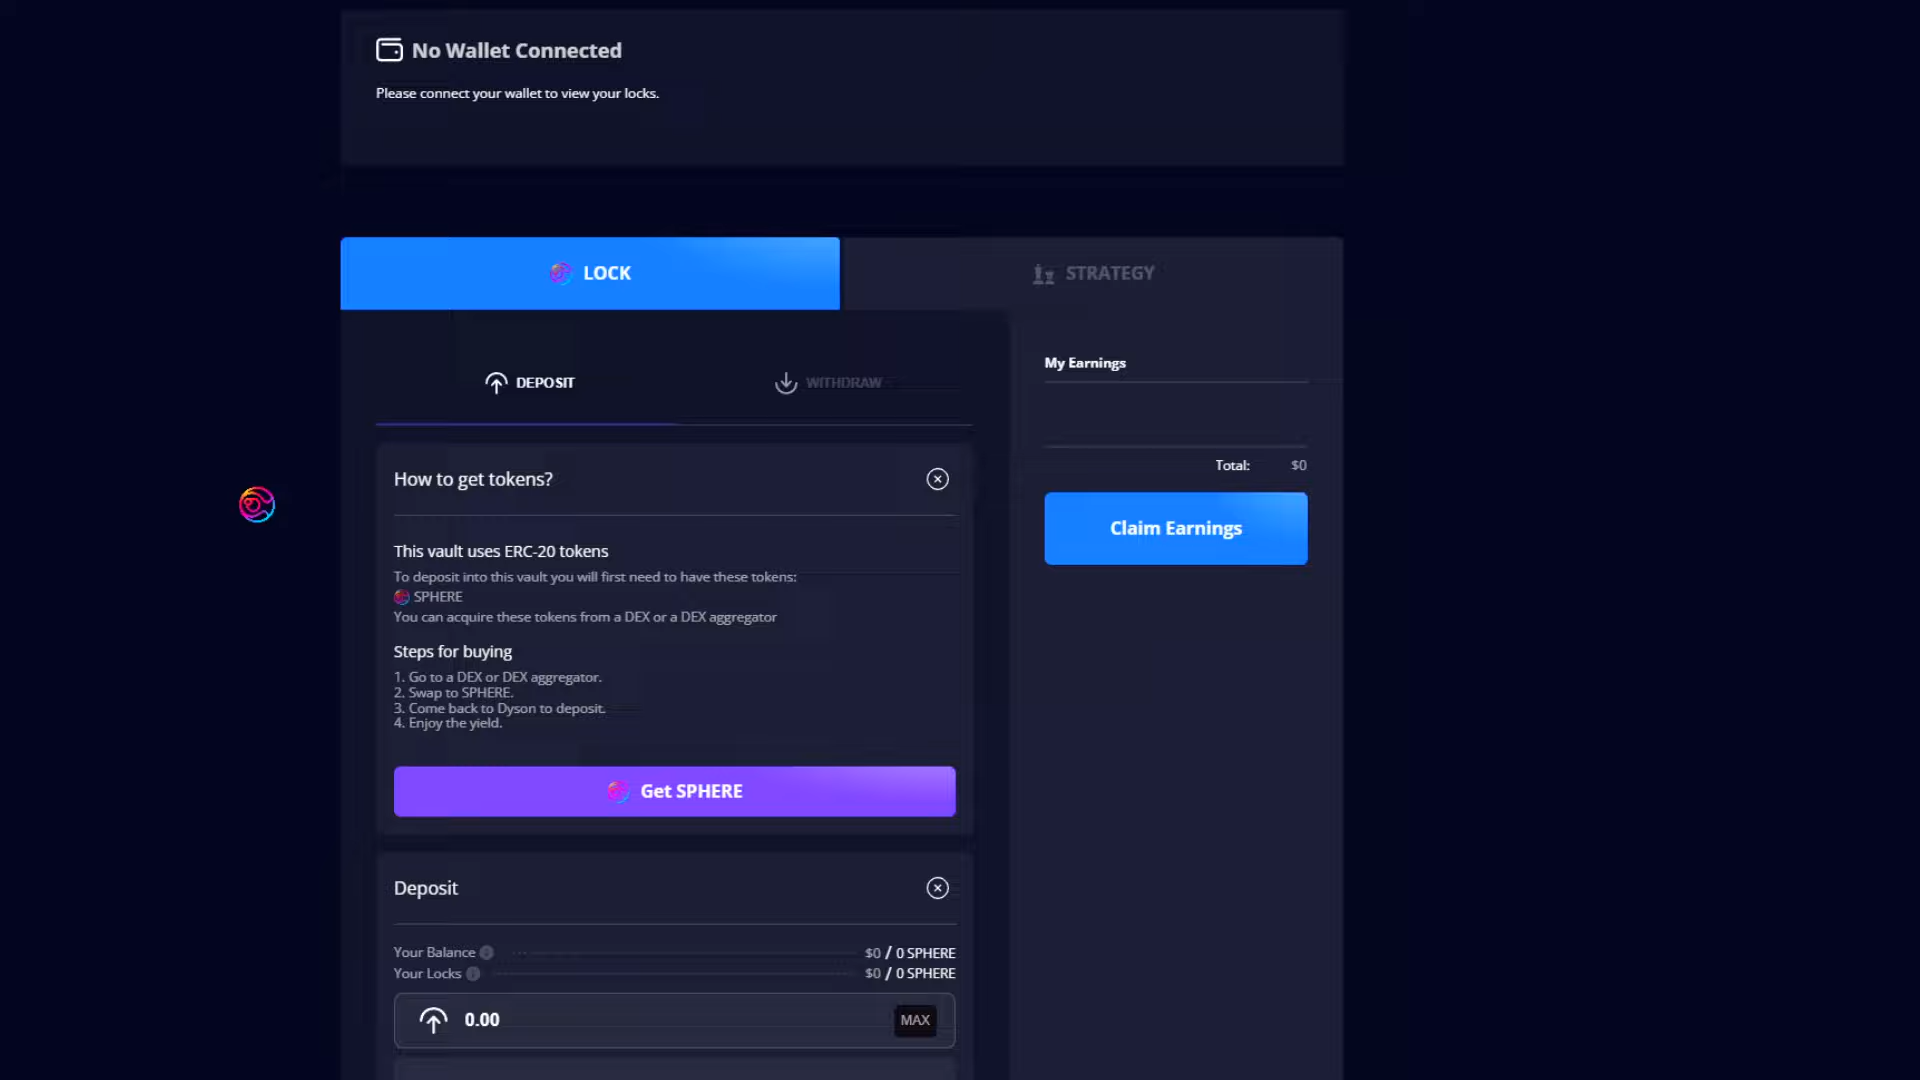 No Wallet Connected
Please connect your wallet to view your locks.
LOCK
STRATEGY
DEPOSIT
WITHDRAW
My Earnings
Total: $0
Claim Earnings
How to get tokens?
This vault uses ERC-20 tokens
To deposit into this vault you will first need to have these tokens:
SPHERE
You can acquire these tokens from a DEX or a DEX aggregator
Steps for buying
1. Go to a DEX or DEX aggregator.
2. Swap to SPHERE.
3. Come back to Dyson to deposit.
4. Enjoy the yield.
Get SPHERE
Deposit
Your Balance $0 / 0 SPHERE
Your Locks $0 / 0 SPHERE
0.00 MAX